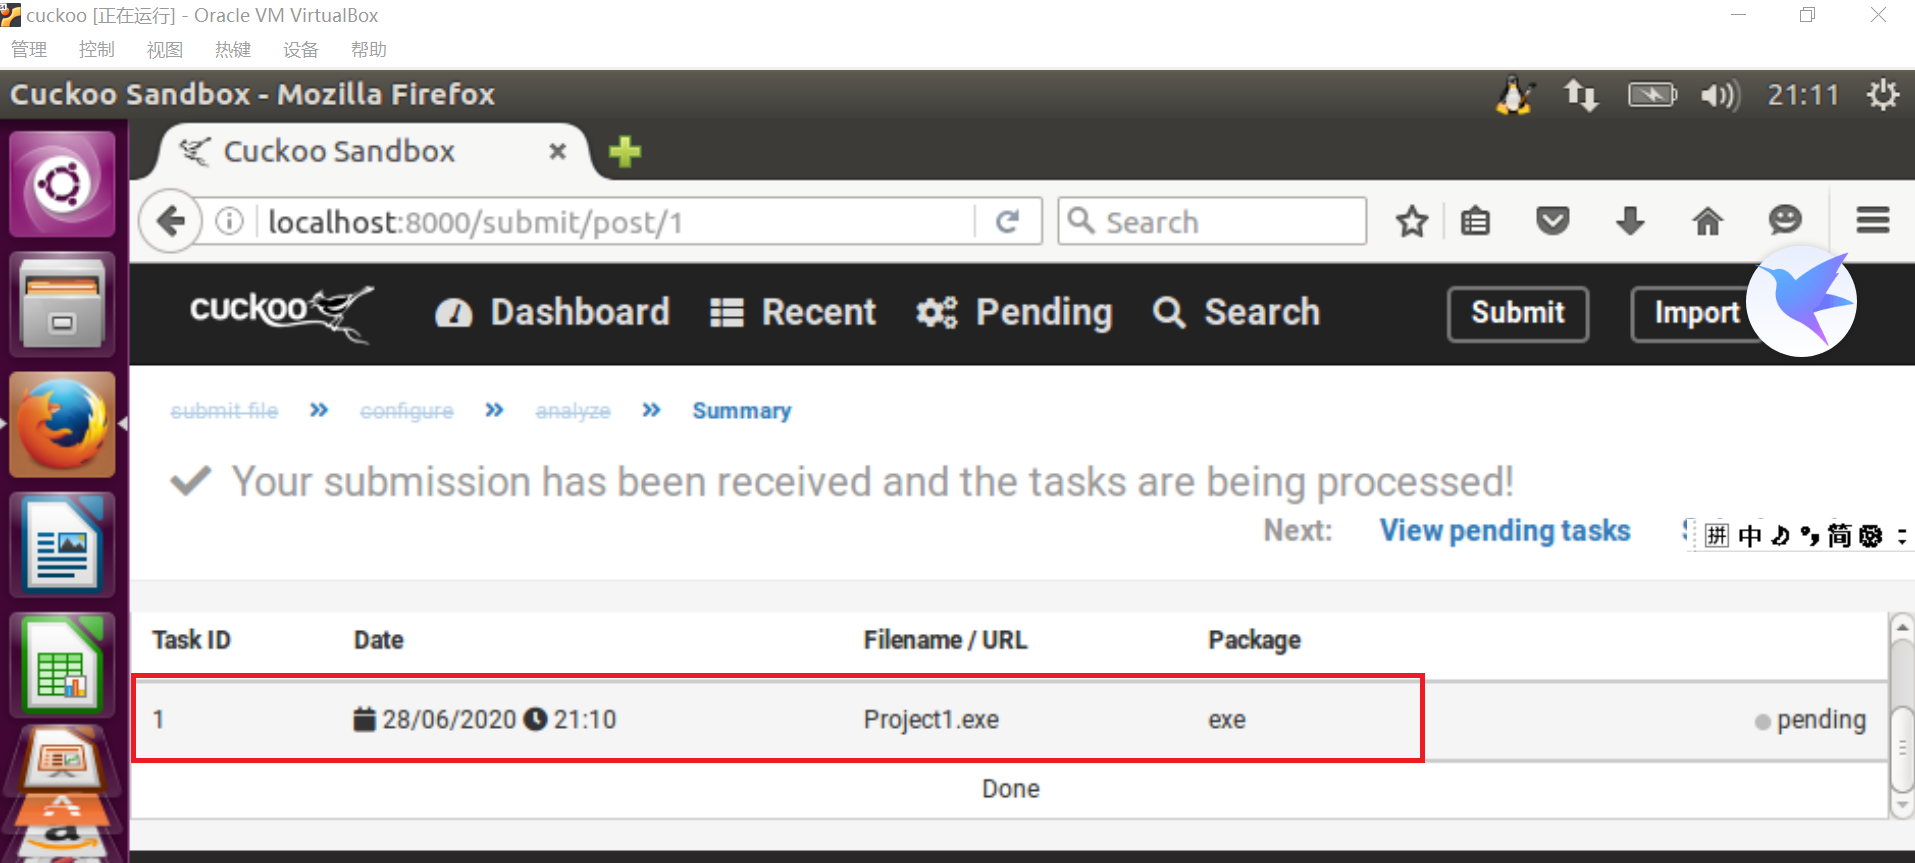 cuckoo [正在运行] - Oracle VM VirtualBox
管理 控制 视图 热键 设备 帮助
Cuckoo Sandbox - Mozilla Firefox 21:11
Cuckoo Sandbox
localhost:8000/submit/post/1 Search
cuckoo Dashboard Recent Pending Search Submit Import
submit file » configure » analyze » Summary
Your submission has been received and the tasks are being processed!
Next: View pending tasks
拼 中 简
Task ID Date Filename / URL Package
1 28/06/2020 21:10 Project1.exe exe pending
Done